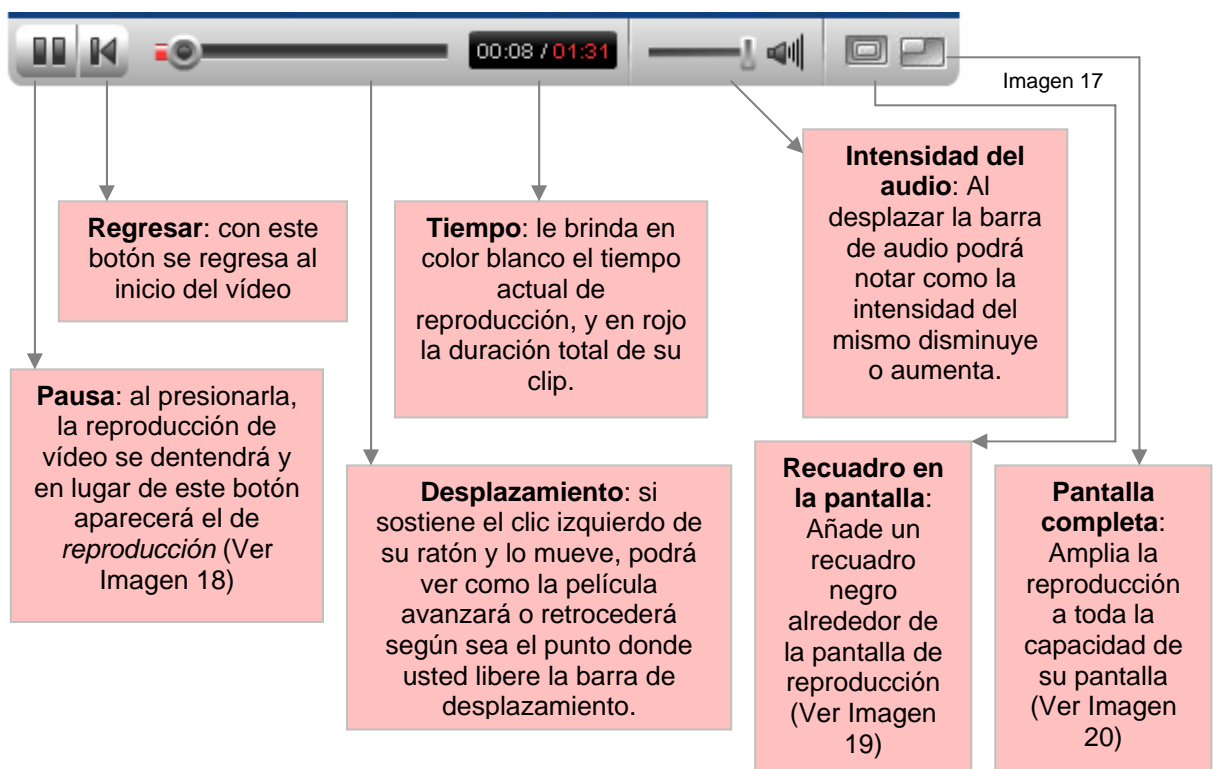 00:08 / 01:31
Imagen 17
Intensidad del
audio: Al
desplazar la barra
de audio podrá
notar como la
intensidad del
mismo disminuye
o aumenta.
Regresar: con este
botón se regresa al
inicio del vídeo
Tiempo: le brinda en
color blanco el tiempo
actual de
reproducción, y en rojo
la duración total de su
clip.
Pausa: al presionarla,
la reproducción de
vídeo se dentendrá y
en lugar de este botón
aparecerá el de
reproducción (Ver
Imagen 18)
Desplazamiento: si
sostiene el clic izquierdo de
su ratón y lo mueve, podrá
ver como la película
avanzará o retrocederá
según sea el punto donde
usted libere la barra de
desplazamiento.
Recuadro en
la pantalla:
Añade un
recuadro
negro
alrededor de
la pantalla de
reproducción
(Ver Imagen
19)
Pantalla
completa:
Amplia la
reproducción
a toda la
capacidad de
su pantalla
(Ver Imagen
20)